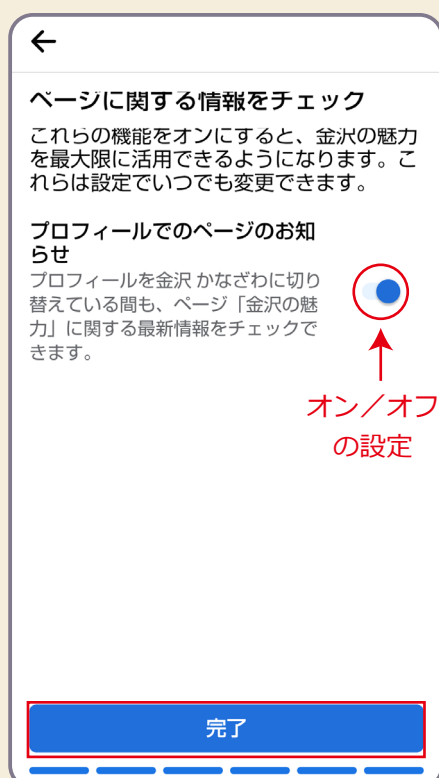 ページに関する情報をチェック
これらの機能をオンにすると、金沢の魅力
を最大限に活用できるようになります。こ
れらは設定でいつでも変更できます。
プロフィールでのページのお知
らせ
プロフィールを金沢 かなざわに切り
替えている間も、ページ「金沢の魅
力」に関する最新情報をチェックで
きます。
オン／オフ
の設定
完了